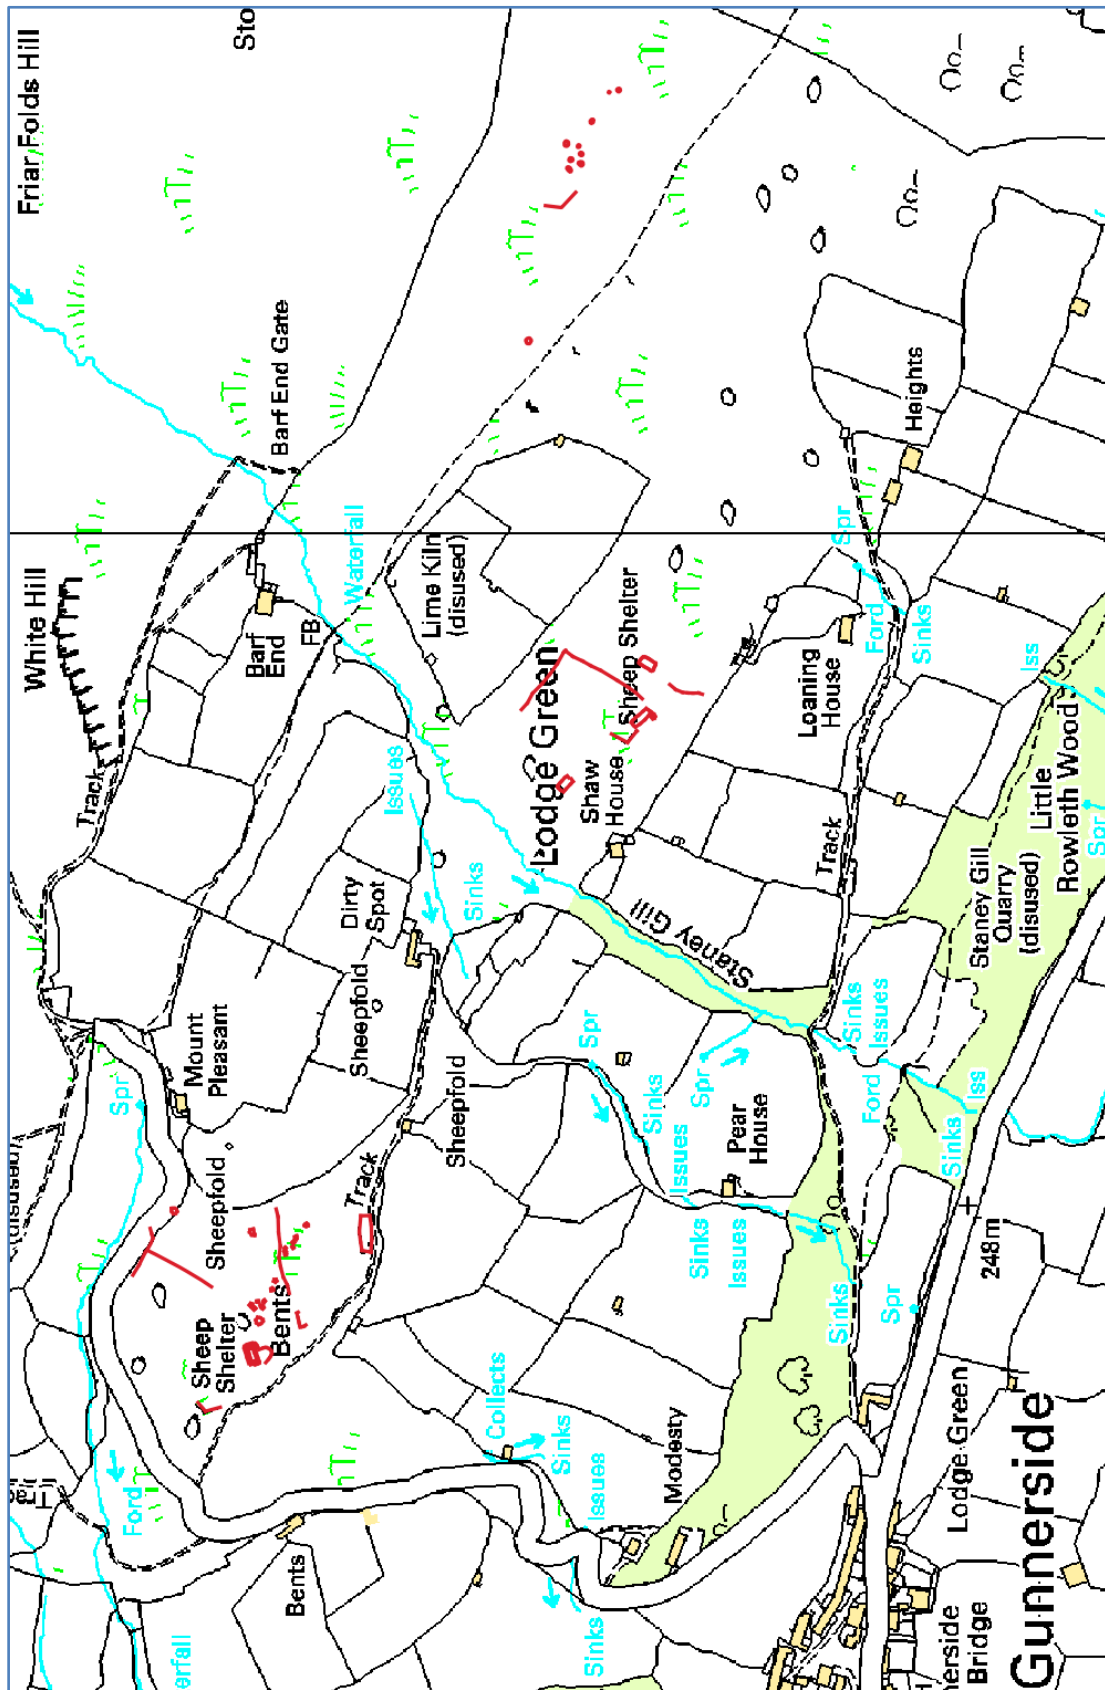 Friar Folds Hill
Sto
White Hill
Track
Barf End Gate
Barf
End
FB
Waterfall
Lime Kiln
(disused)
Issues
Sinks
Dirty
Spot
Sheepfold
Mount
Pleasant
Spr
Sheepfold
Sheepfold
Track
Sheep
Shelter
Bents
Ford
Bents
Lodge Green
Shaw
House
Sheep Shelter
Staney Gill
Spr
Sinks
Issues
Spr
Pear
House
Sinks
Issues
Collects
Sinks
Issues
Sinks
Modesty
Loaning
House
Track
Spr
Ford
Sinks
Heights
Iss
Little
Rowleth Wood
Spr
Staney Gill
Quarry
(disused)
Sinks
Issues
Ford
Iss
Sinks
Sinks
Spr
248m
Lodge Green
Gunnerside
nerside
Bridge
erfall